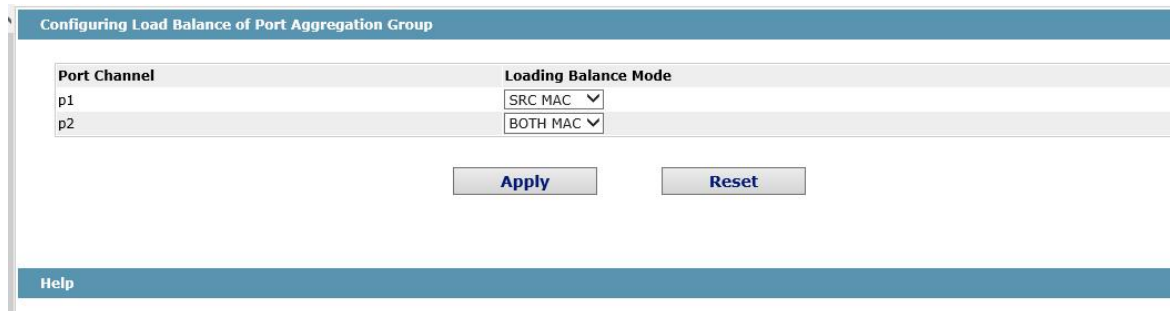 Configuring Load Balance of Port Aggregation Group
Port Channel Loading Balance Mode
p1 SRC MAC
p2 BOTH MAC
Apply Reset
Help